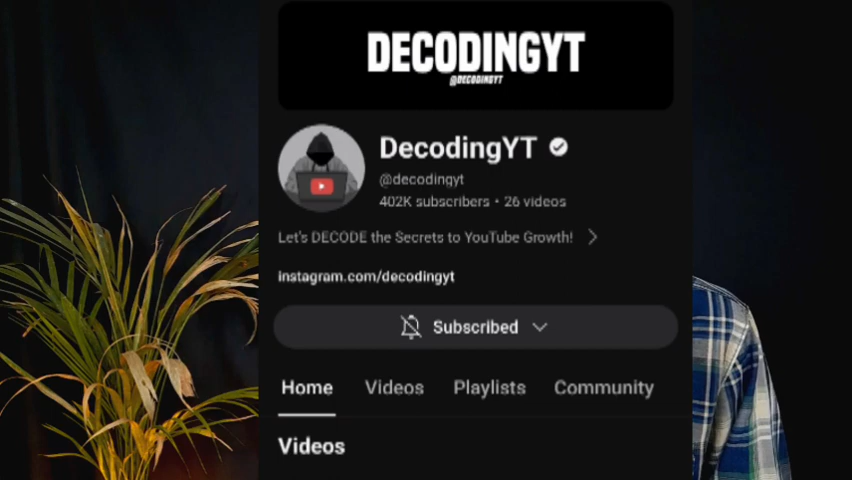 DECODINGYT
@DECODINGYT
DecodingYT
@decodingyt
402K subscribers • 26 videos
Let's DECODE the Secrets to YouTube Growth!
instagram.com/decodingyt
Subscribed
Home Videos Playlists Community
Videos